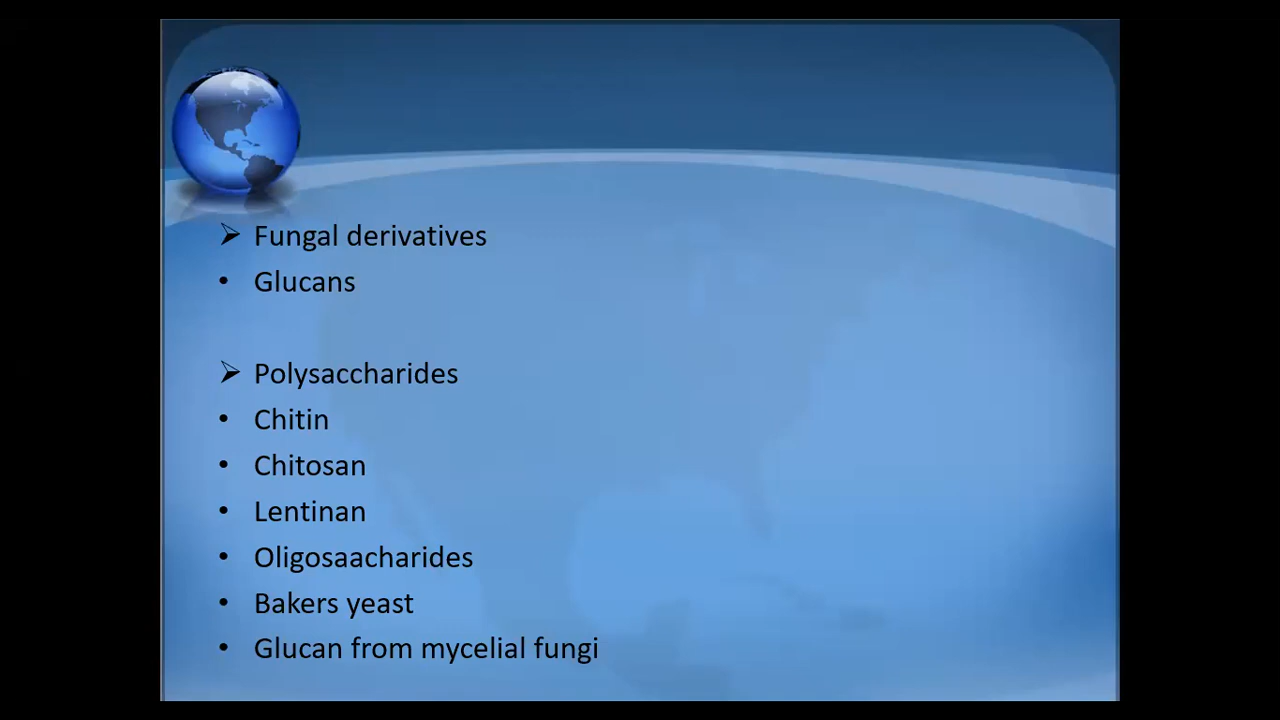 ➢ Fungal derivatives
• Glucans
➢ Polysaccharides
• Chitin
• Chitosan
• Lentinan
• Oligosaacharides
• Bakers yeast
• Glucan from mycelial fungi